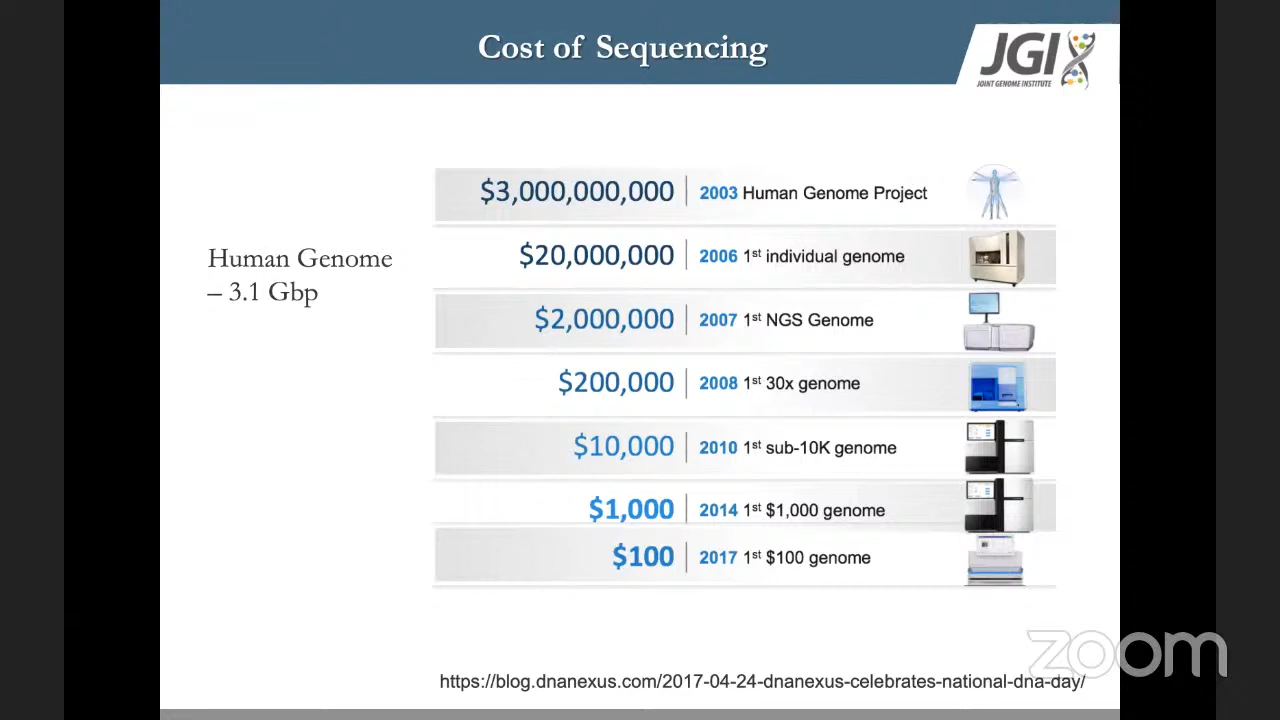 Cost of Sequencing
JGI
JOINT GENOME INSTITUTE
Human Genome
– 3.1 Gbp
$3,000,000,000 | 2003 Human Genome Project
$20,000,000 | 2006 1st individual genome
$2,000,000 | 2007 1st NGS Genome
$200,000 | 2008 1st 30x genome
$10,000 | 2010 1st sub-10K genome
$1,000 | 2014 1st $1,000 genome
$100 | 2017 1st $100 genome
zoom
https://blog.dnanexus.com/2017-04-24-dnanexus-celebrates-national-dna-day/